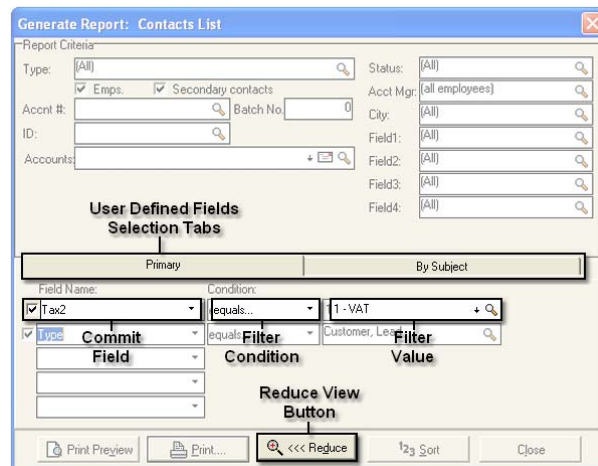 Generate Report: Contacts List
Report Criteria
Type: (All)
Emps. Secondary contacts
Accnt #: Batch No. 0
ID:
Accounts:
Status: (All)
Acct Mgr: (all employees)
City: (All)
Field1: (All)
Field2: (All)
Field3: (All)
Field4: (All)
User Defined Fields
Selection Tabs
Primary By Subject
Field Name: Condition:
Tax2 equals... 1 - VAT
Type equals... Customer, Lead
Commit
Field
Filter
Condition
Filter
Value
Reduce View
Button
Print Preview Print.... <<< Reduce 123 Sort Close